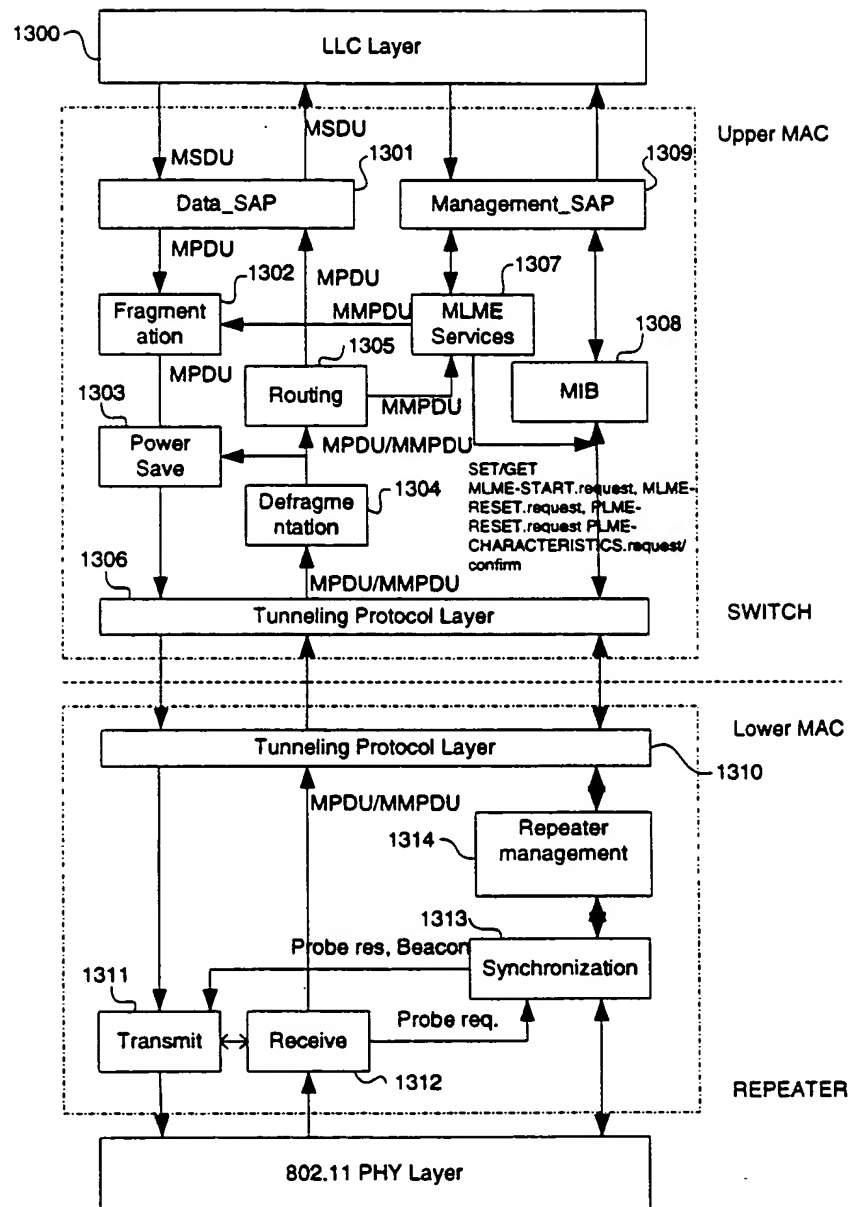 1300
LLC Layer
Upper MAC
MSDU
MSDU
1301
1309
Data_SAP
Management_SAP
MPDU
1302
MPDU
1307
Fragment
ation
MMPDU
MLME
Services
1308
1305
MPDU
Routing
MMPDU
MIB
1303
Power
Save
MPDU/MMPDU
1304
Defragme
ntation
SET/GET
MLME-START.request, MLME-
RESET.request, PLME-
RESET.request PLME-
CHARACTERISTICS.request/
confirm
1306
MPDU/MMPDU
Tunneling Protocol Layer
SWITCH
Lower MAC
Tunneling Protocol Layer
1310
MPDU/MMPDU
1314
Repeater
management
1313
Probe res, Beacon
Synchronization
1311
Probe req.
Transmit
Receive
1312
REPEATER
802.11 PHY Layer